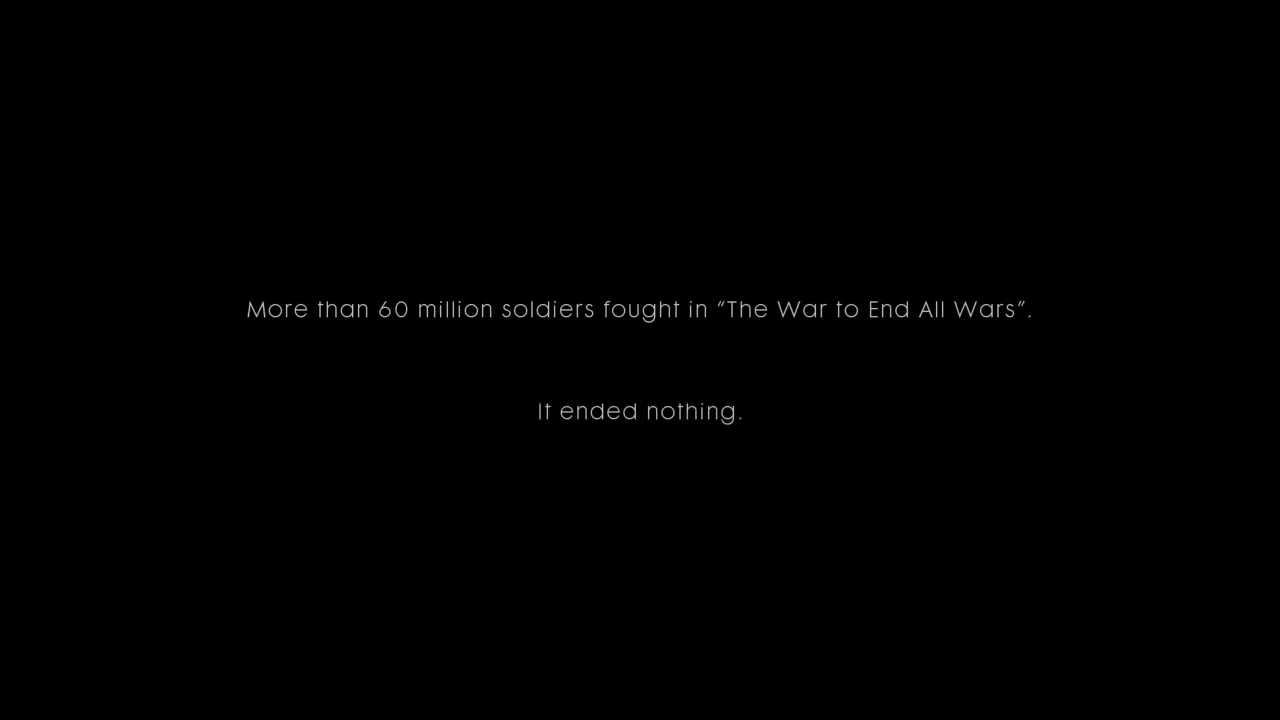 More than 60 million soldiers fought in “The War to End All Wars”.
It ended nothing.